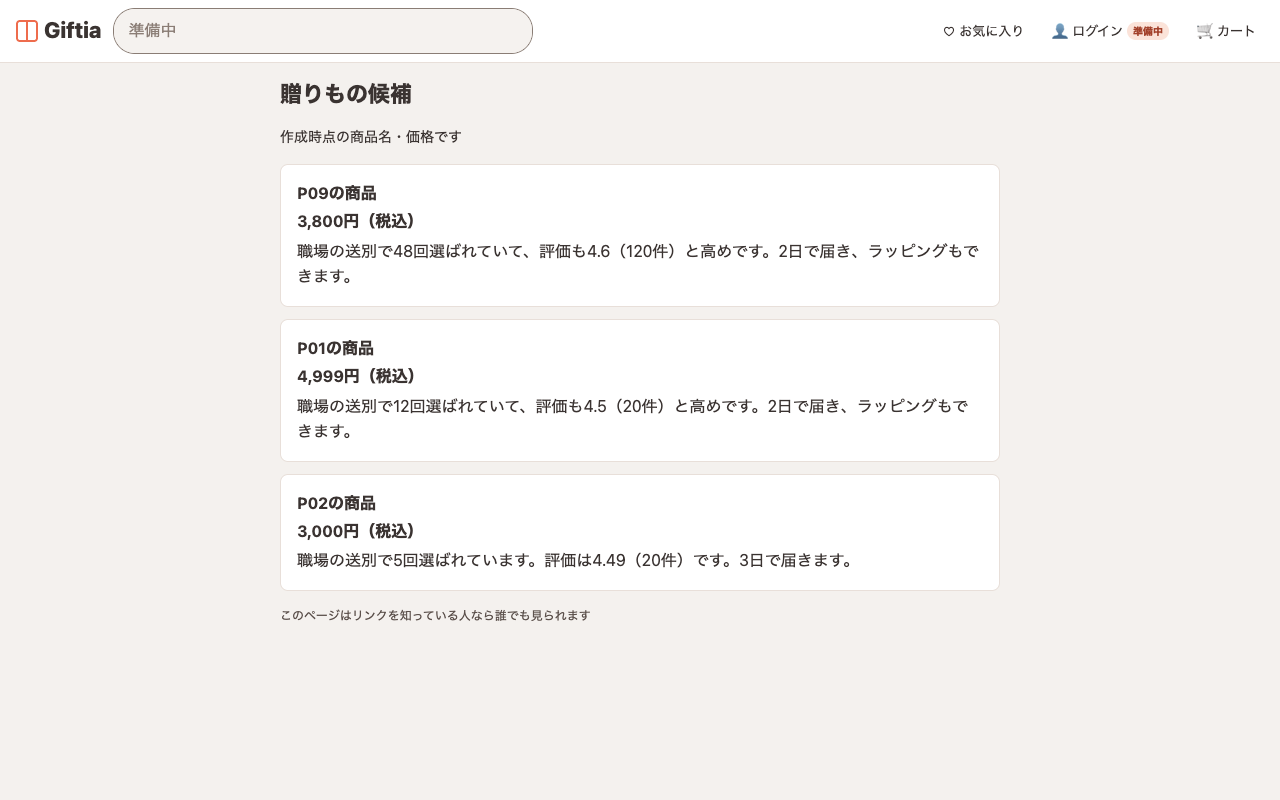 Giftia
準備中
♡ お気に入り
👤 ログイン 準備中
🛒 カート
贈りもの候補
作成時点の商品名・価格です
P09の商品
3,800円（税込）
職場の送別で48回選ばれていて、評価も4.6（120件）と高めです。2日で届き、ラッピングもで
きます。
P01の商品
4,999円（税込）
職場の送別で12回選ばれていて、評価も4.5（20件）と高めです。2日で届き、ラッピングもで
きます。
P02の商品
3,000円（税込）
職場の送別で5回選ばれています。評価は4.49（20件）です。3日で届きます。
このページはリンクを知っている人なら誰でも見られます